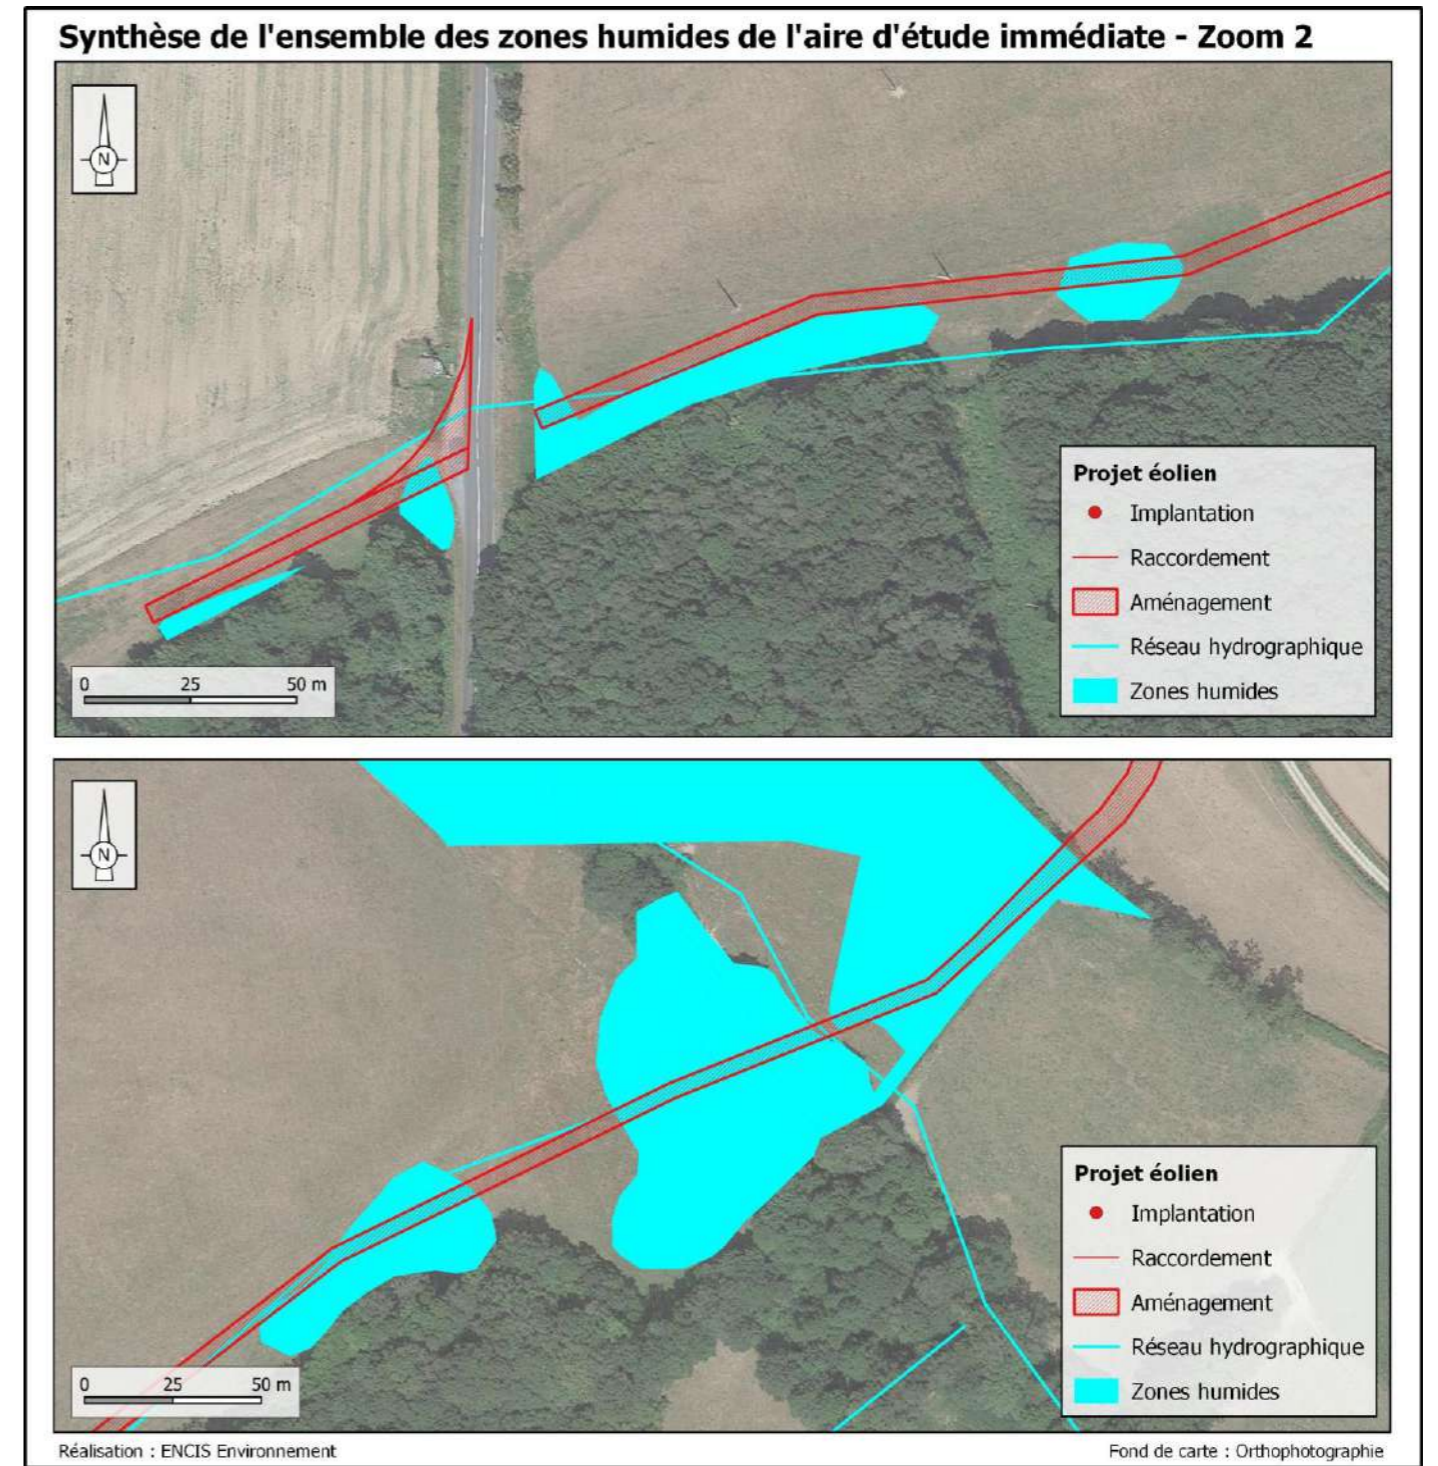 Synthèse de l'ensemble des zones humides de l'aire d'étude immédiate - Zoom 2
N
Projet éolien
Implantation
Raccordement
Aménagement
Réseau hydrographique
Zones humides
0 25 50 m
N
Projet éolien
Implantation
Raccordement
Aménagement
Réseau hydrographique
Zones humides
0 25 50 m
Réalisation : ENCIS Environnement
Fond de carte : Orthophotographie